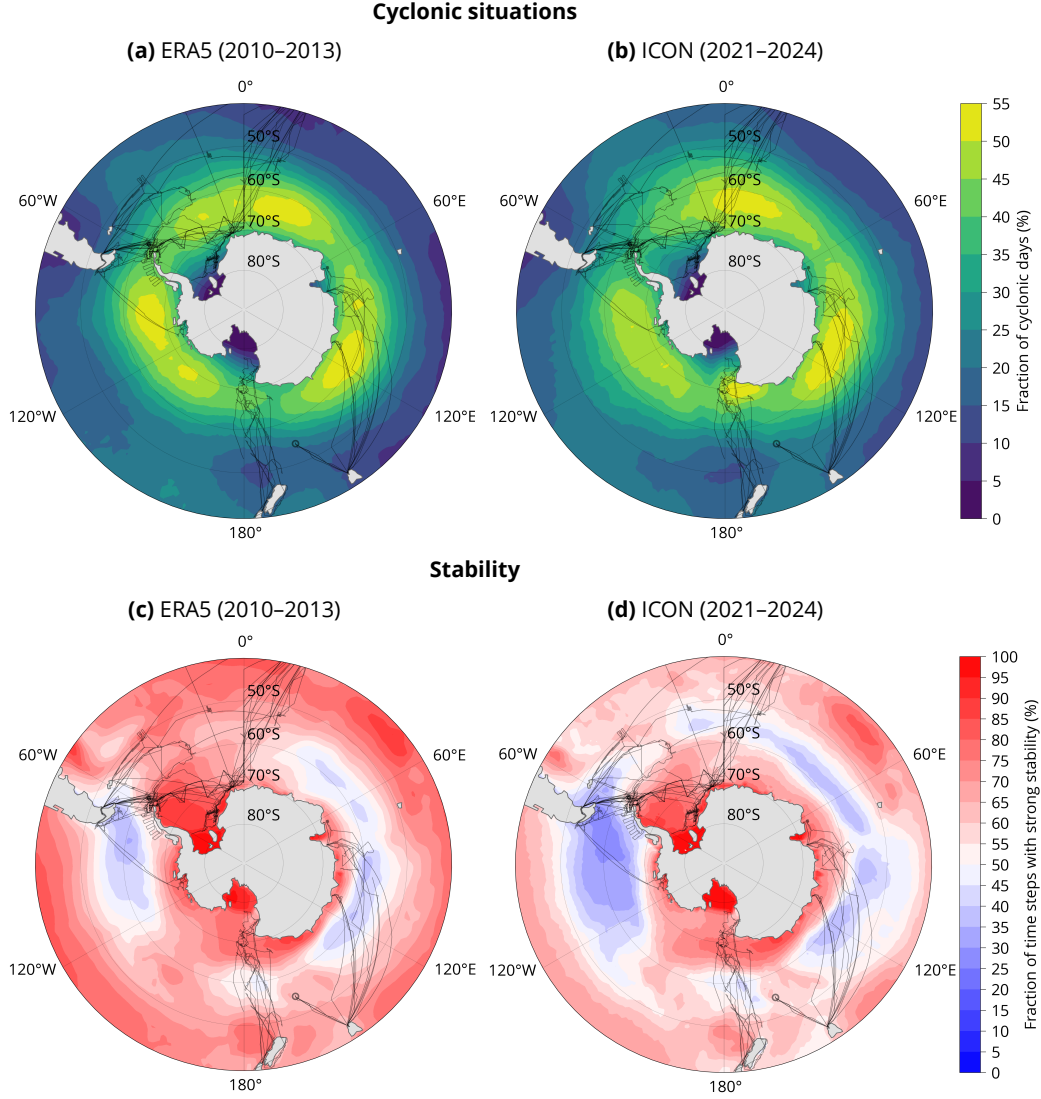 Cyclonic situations
(a) ERA5 (2010–2013)
(b) ICON (2021–2024)
0°
0°
50°S
60°S
70°S
80°S
60°W
60°E
120°W
120°E
180°
50°S
60°S
70°S
80°S
60°W
60°E
120°W
120°E
180°
55
50
45
40
35
30
25
20
15
10
5
0
Fraction of cyclonic days (%)
Stability
(c) ERA5 (2010–2013)
(d) ICON (2021–2024)
0°
0°
50°S
60°S
70°S
80°S
60°W
60°E
120°W
120°E
180°
50°S
60°S
70°S
80°S
60°W
60°E
120°W
120°E
180°
100
95
90
85
80
75
70
65
60
55
50
45
40
35
30
25
20
15
10
5
0
Fraction of time steps with strong stability (%)